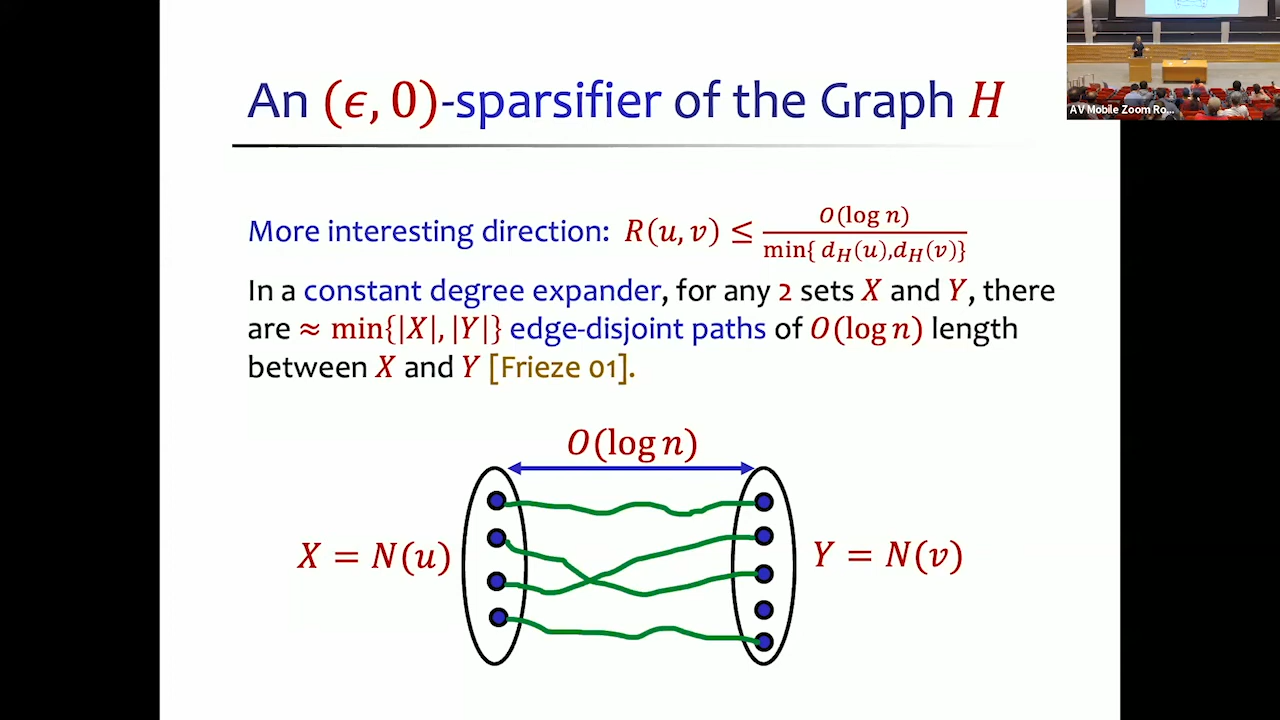 An (ϵ, 0)-sparsifier of the Graph H
AV Mobile Zoom Ro...
More interesting direction: R(u, v) ≤ O(log n) / min{ d_H(u),d_H(v)}
In a constant degree expander, for any 2 sets X and Y, there
are ≈ min{|X|, |Y|} edge-disjoint paths of O(log n) length
between X and Y [Frieze 01].
O(log n)
X = N(u)
Y = N(v)